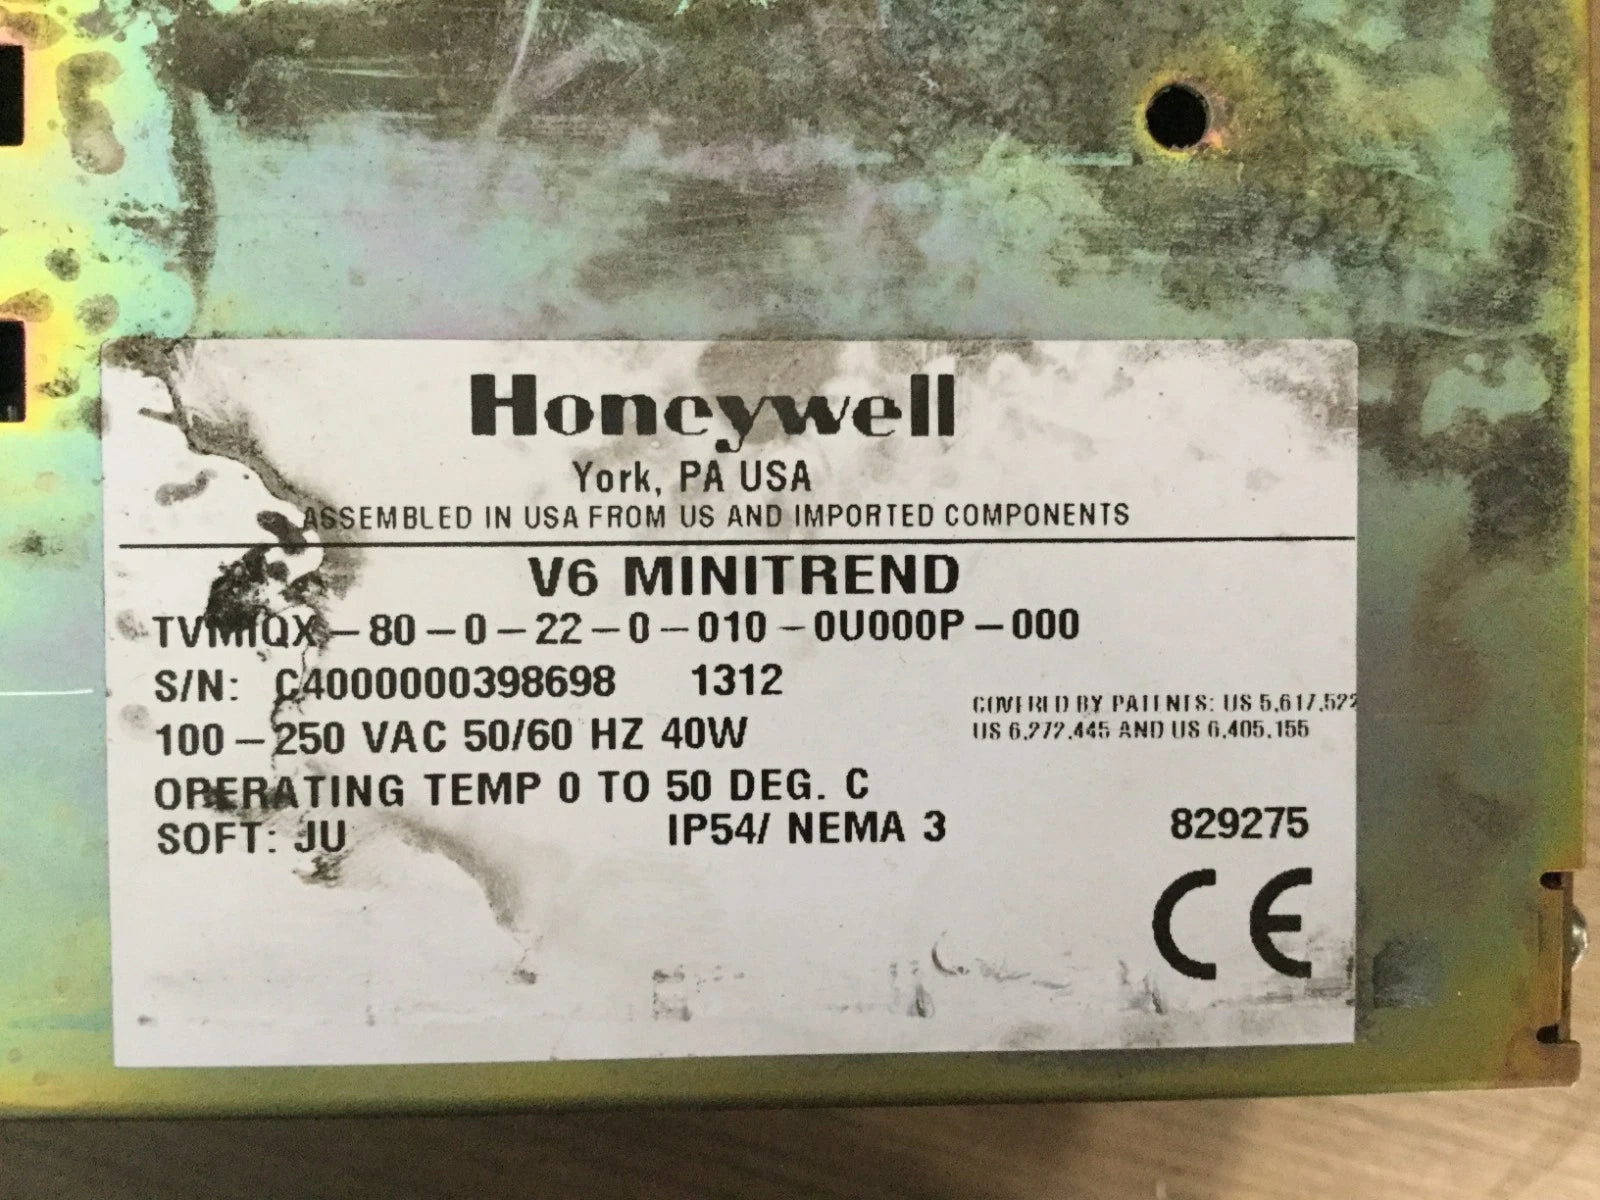 Honeywell
York, PA USA
ASSEMBLED IN USA FROM US AND IMPORTED COMPONENTS
V6 MINITREND
TVMIQX-80-0-22-0-010-0U000P-000
S/N: C4000000398698 1312
100-250 VAC 50/60 HZ 40W
COVERED BY PATENTS: US 5,617,522
US 6,272,445 AND US 6,405,155
OPERATING TEMP 0 TO 50 DEG. C
SOFT: JU IP54/ NEMA 3 829275
CE